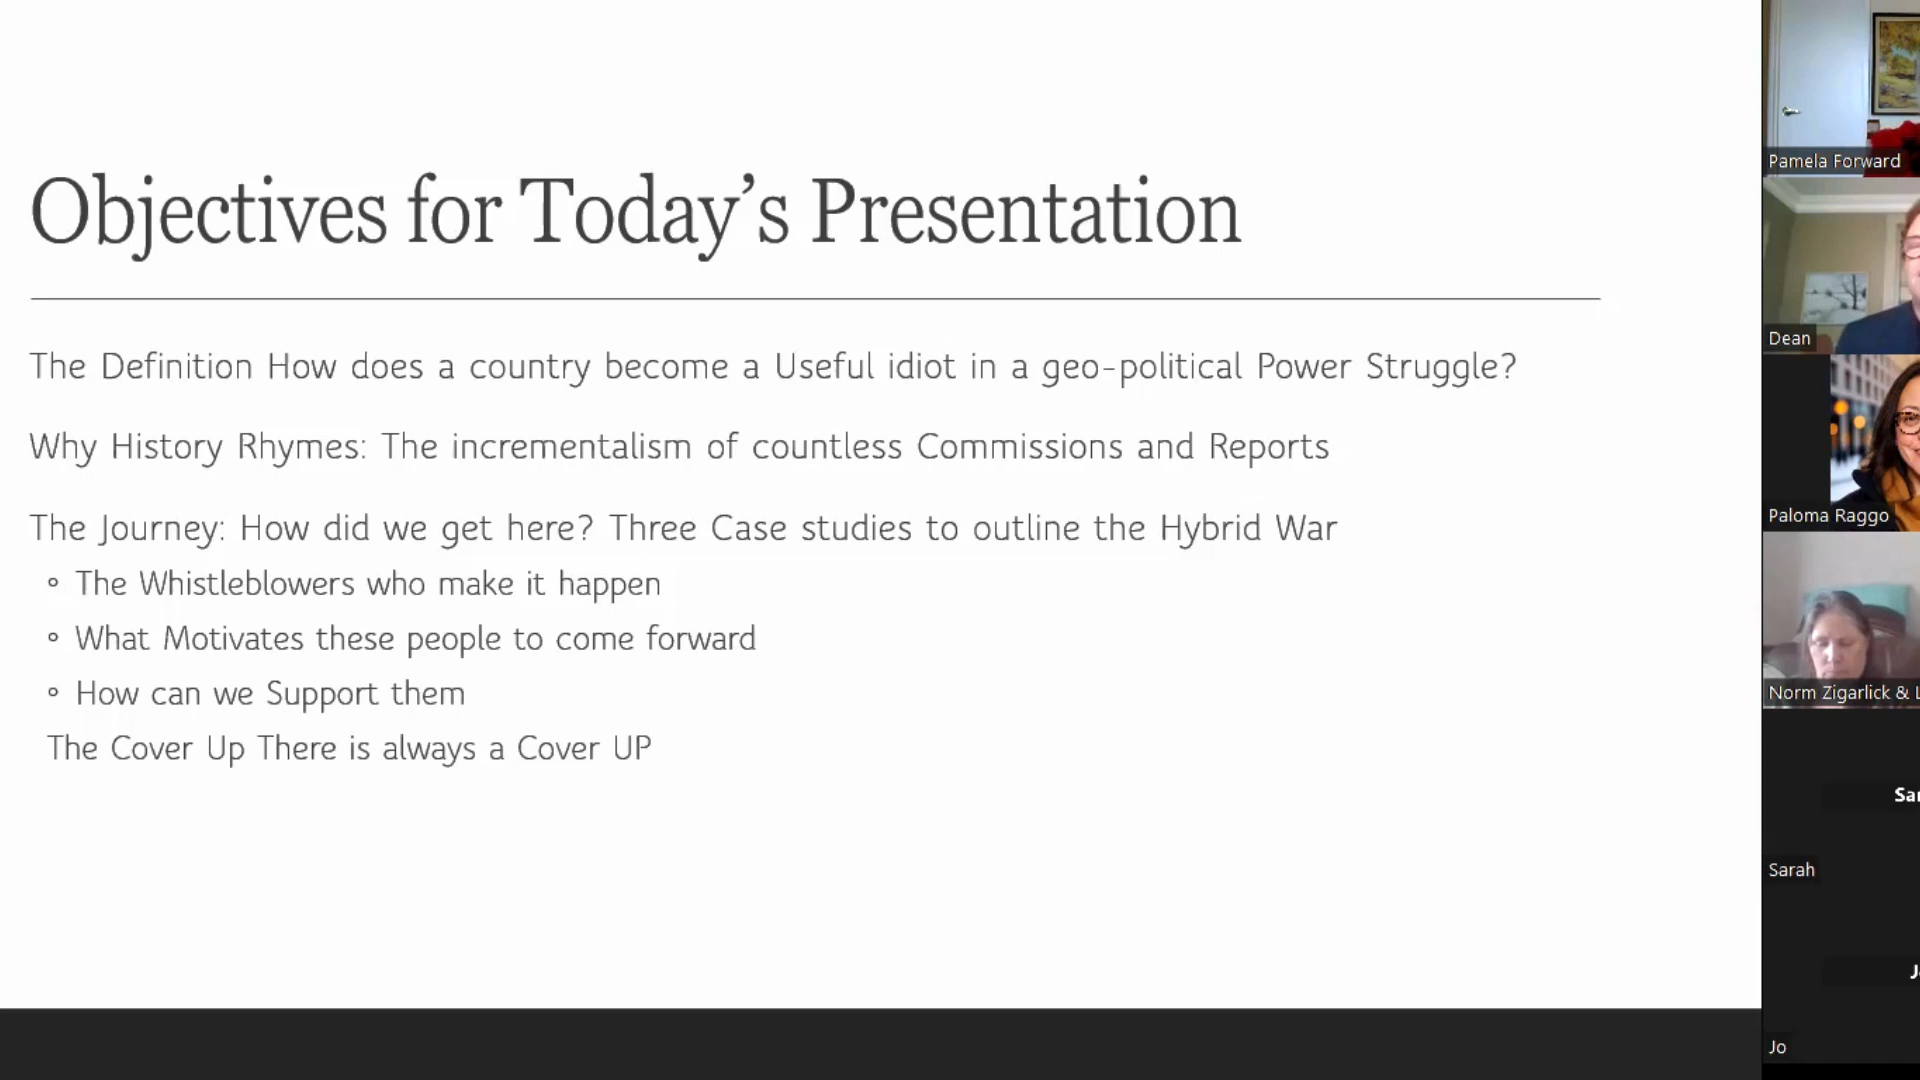 Objectives for Today's Presentation
The Definition How does a country become a Useful idiot in a geo-political Power Struggle?
Why History Rhymes: The incrementalism of countless Commissions and Reports
The Journey: How did we get here? Three Case studies to outline the Hybrid War
◦ The Whistleblowers who make it happen
◦ What Motivates these people to come forward
◦ How can we Support them
The Cover Up There is always a Cover UP
Pamela Forward
Dean
Paloma Raggo
Norm Zigarlick &
Sarah
Jo